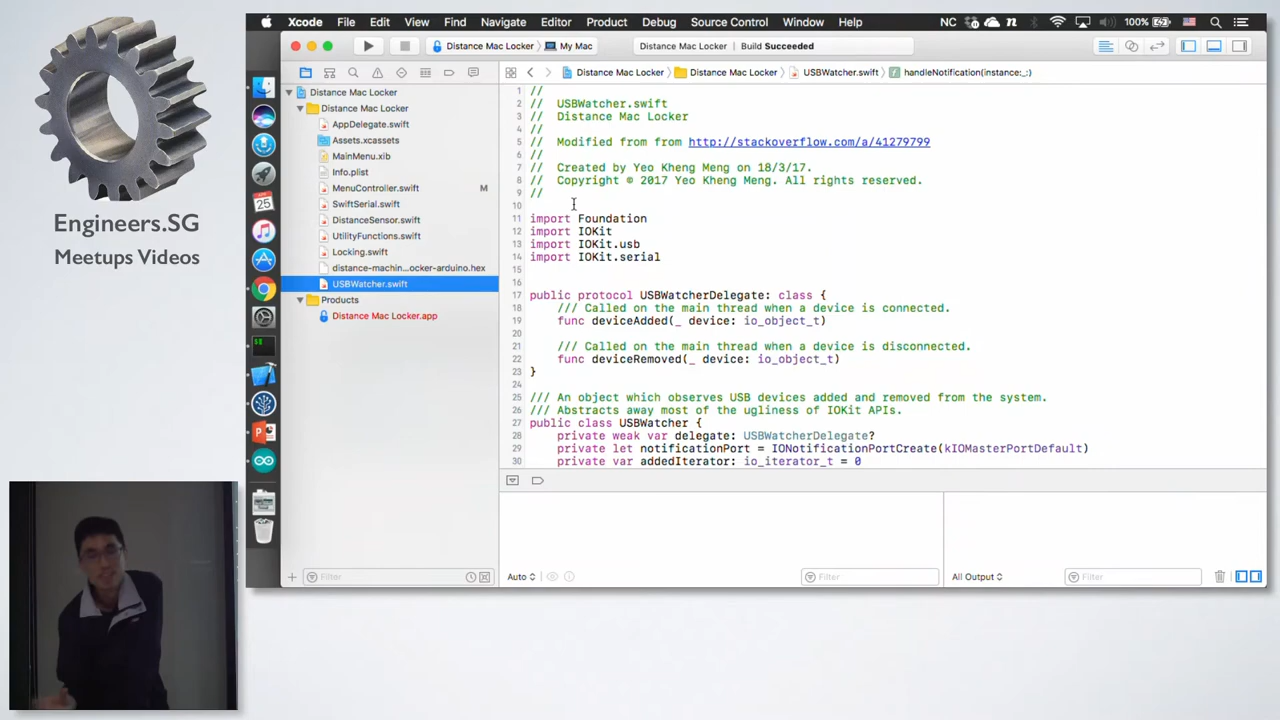 Xcode File Edit View Find Navigate Editor Product Debug Source Control Window Help NC 100%
Distance Mac Locker My Mac Distance Mac Locker Build Succeeded
Distance Mac Locker Distance Mac Locker USBWatcher.swift handleNotification(instance:_:)
Distance Mac Locker
Distance Mac Locker
AppDelegate.swift
Assets.xcassets
MainMenu.xib
Info.plist
MenuController.swift M
SwiftSerial.swift
DistanceSensor.swift
UtilityFunctions.swift
Locking.swift
distance-machin...ocker-arduino.hex
USBWatcher.swift
Products
Distance Mac Locker.app
Filter
1 //
2 // USBWatcher.swift
3 // Distance Mac Locker
4 //
5 // Modified from from http://stackoverflow.com/a/41279799
6 //
7 // Created by Yeo Kheng Meng on 18/3/17.
8 // Copyright © 2017 Yeo Kheng Meng. All rights reserved.
9 //
10
11 import Foundation
12 import IOKit
13 import IOKit.usb
14 import IOKit.serial
15
16
17 public protocol USBWatcherDelegate: class {
18 /// Called on the main thread when a device is connected.
19 func deviceAdded(_ device: io_object_t)
20
21 /// Called on the main thread when a device is disconnected.
22 func deviceRemoved(_ device: io_object_t)
23 }
24
25 /// An object which observes USB devices added and removed from the system.
26 /// Abstracts away most of the ugliness of IOKit APIs.
27 public class USBWatcher {
28 private weak var delegate: USBWatcherDelegate?
29 private let notificationPort = IONotificationPortCreate(kIOMasterPortDefault)
30 private var addedIterator: io_iterator_t = 0
Auto Filter All Output Filter
Engineers.SG
Meetups Videos
JUN
25